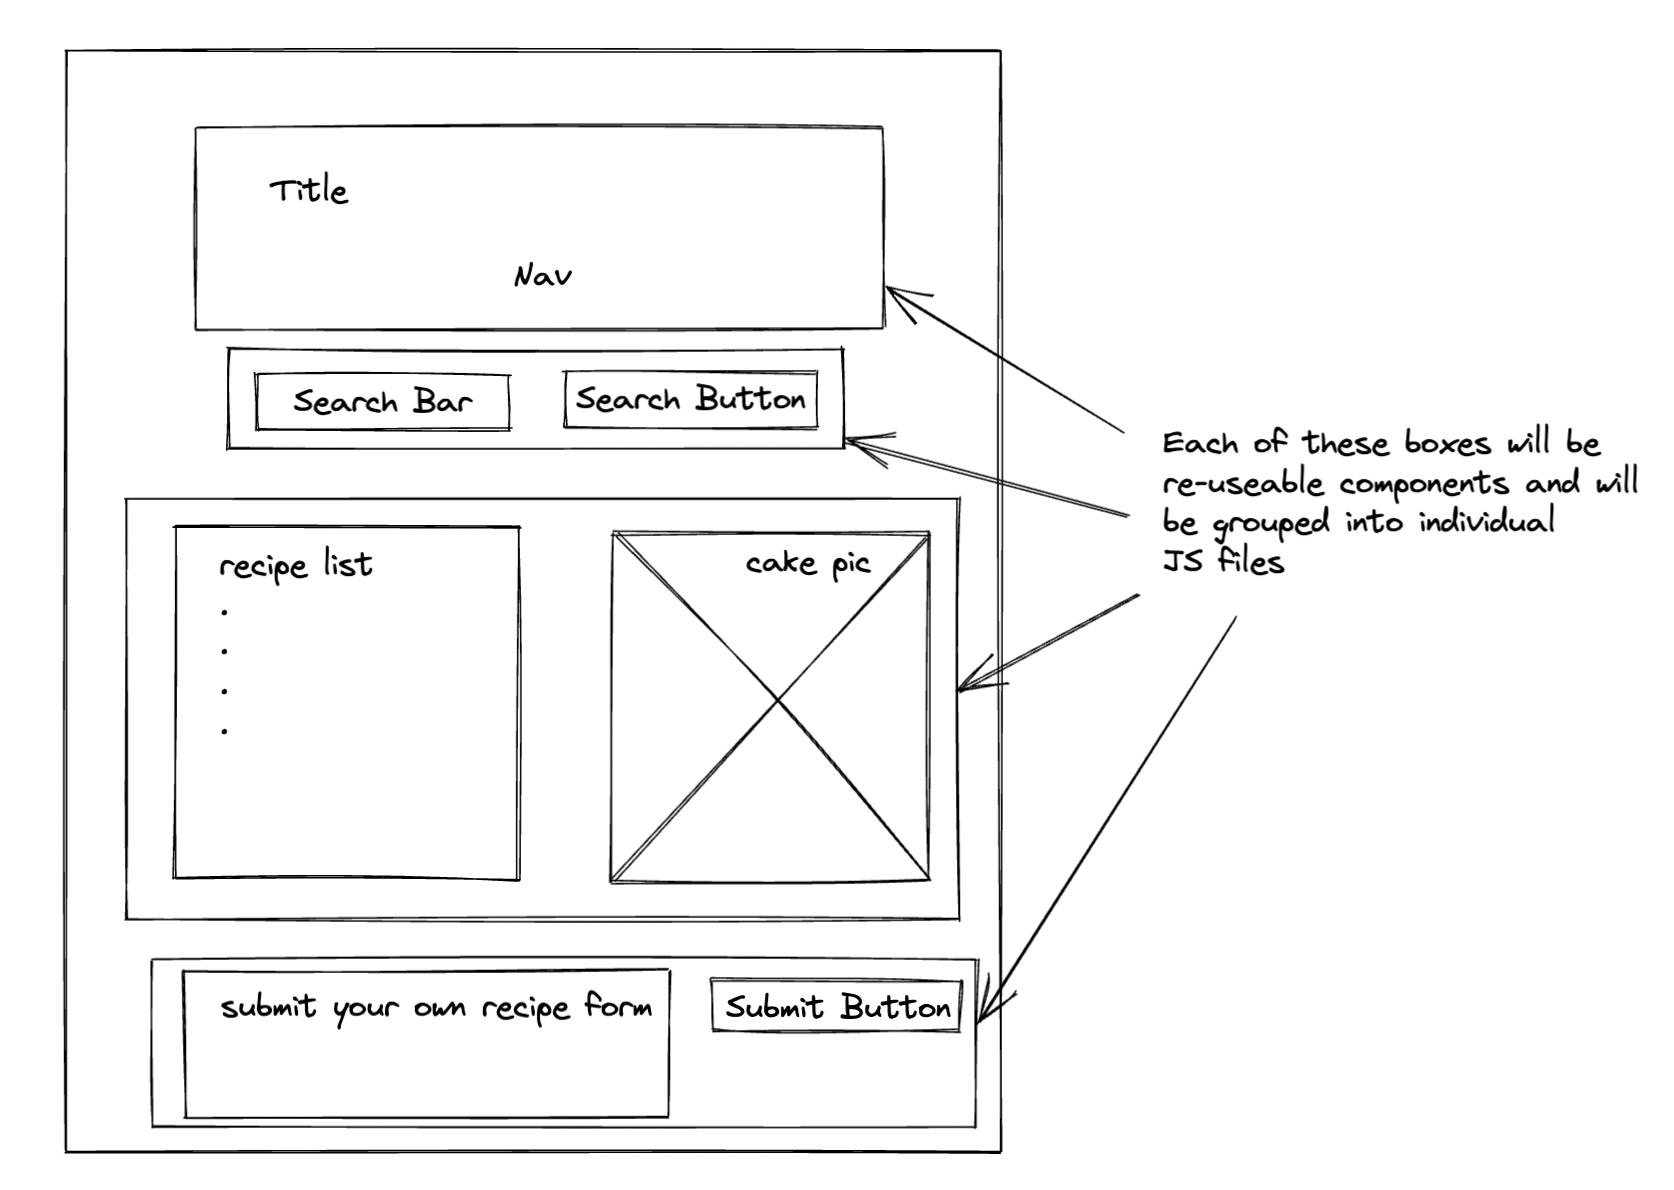 Title
Nav
Search Bar
Search Button
Each of these boxes will be
re-useable components and will
be grouped into individual
JS files
recipe list
cake pic
submit your own recipe form
Submit Button